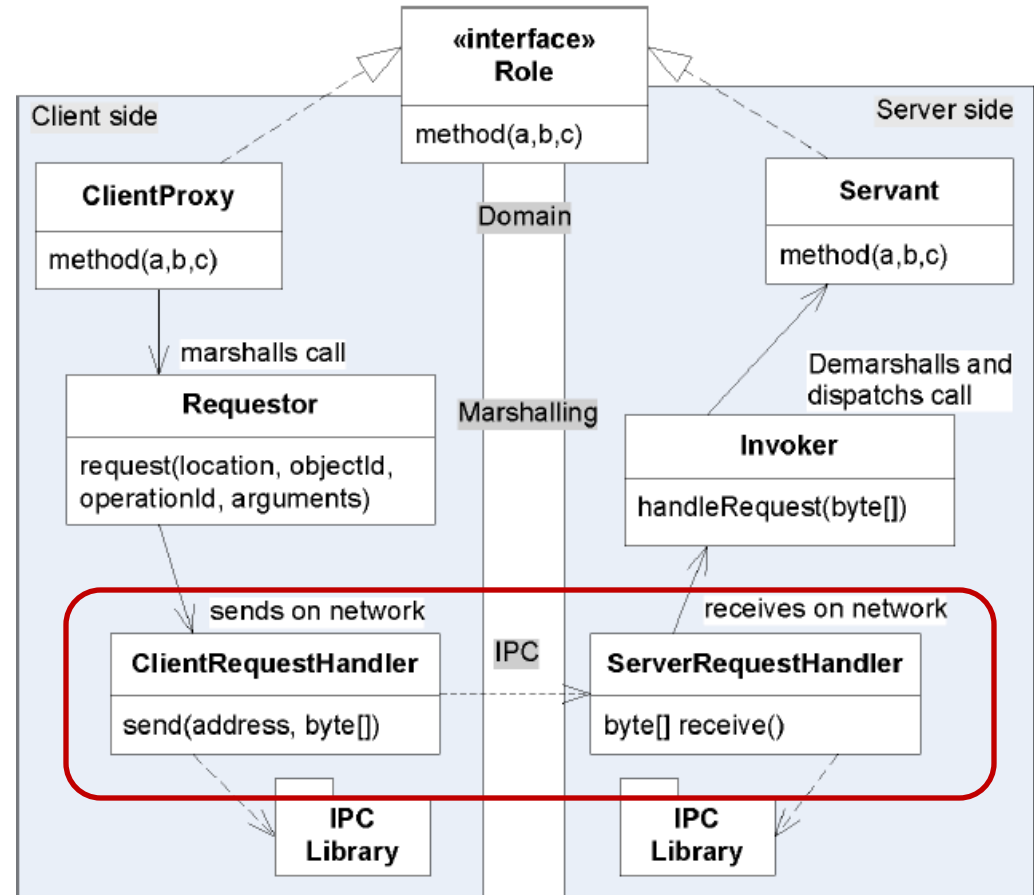 «interface»
Role
method(a,b,c)
Client side
Server side
ClientProxy
method(a,b,c)
Domain
Servant
method(a,b,c)
marshalls call
Demarshalls and
dispatchs call
Requestor
request(location, objectId,
operationId, arguments)
Marshalling
Invoker
handleRequest(byte[])
sends on network
receives on network
ClientRequestHandler
send(address, byte[])
IPC
ServerRequestHandler
byte[] receive()
IPC
Library
IPC
Library